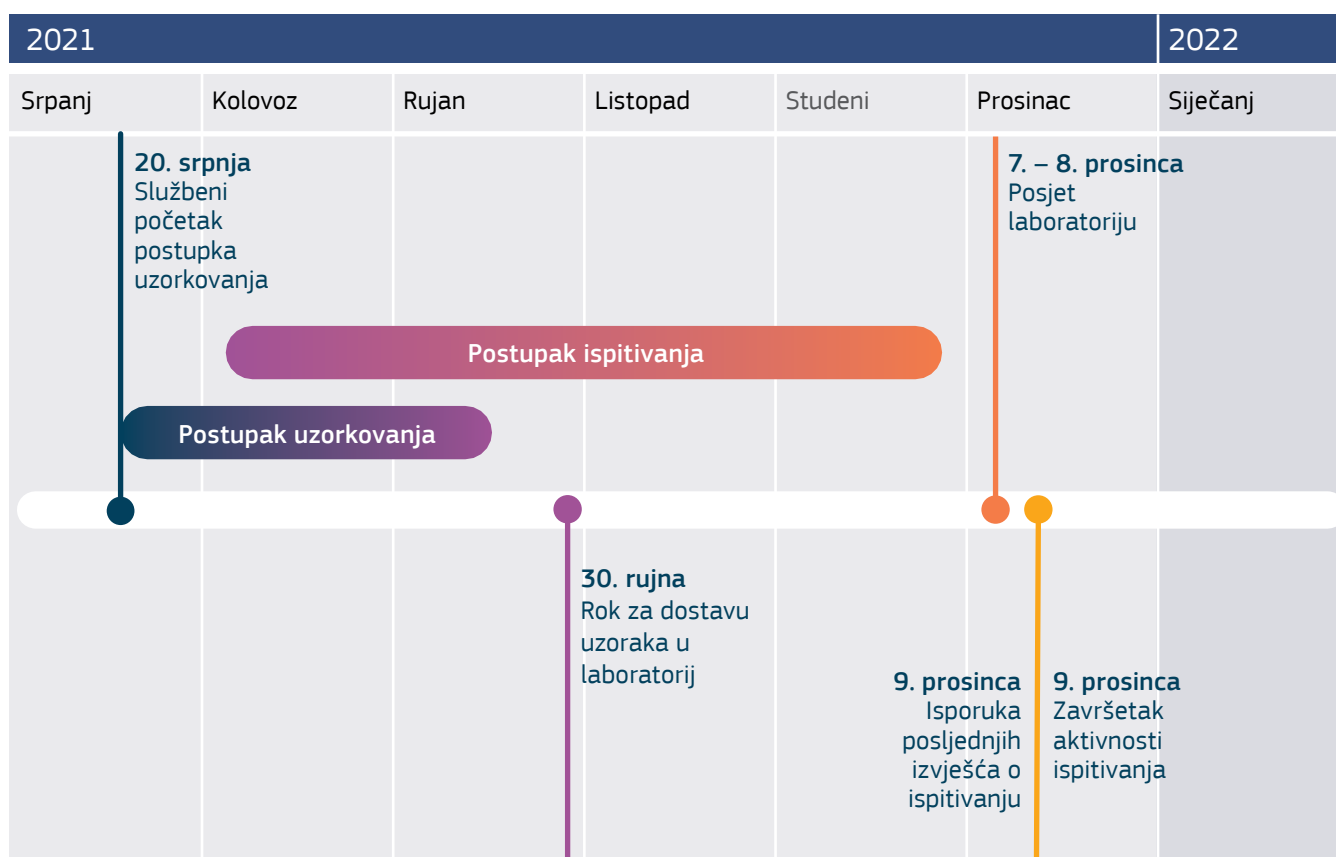 2021
2022
Srpanj
Kolovoz
Rujan
Listopad
Studeni
Prosinac
Siječanj
20. srpnja
Službeni
početak
postupka
uzorkovanja
7. – 8. prosinca
Posjet
laboratoriju
Postupak ispitivanja
Postupak uzorkovanja
30. rujna
Rok za dostavu
uzoraka u
laboratorij
9. prosinca
Isporuka
posljednjih
izvješća o
ispitivanju
9. prosinca
Završetak
aktivnosti
ispitivanja